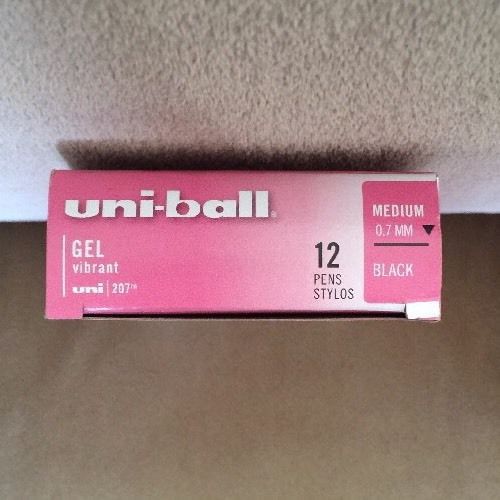 uni-ball®
GEL
vibrant
uni 207™
12
PENS
STYLOS
MEDIUM
0.7 MM
BLACK